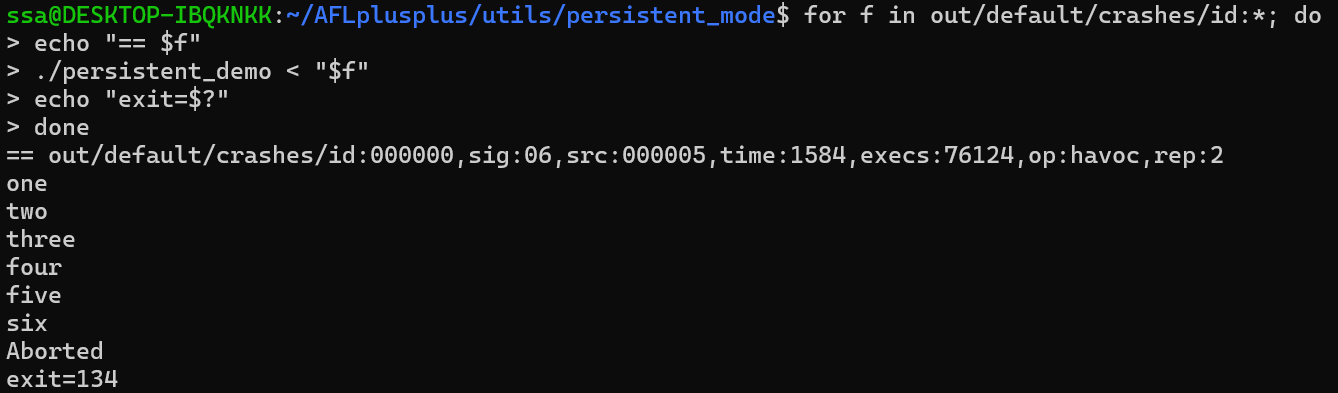 ssa@DESKTOP-IBQKNKK:~/AFLplusplus/utils/persistent_mode$ for f in out/default/crashes/id:*; do
> echo "== $f"
> ./persistent_demo < "$f"
> echo "exit=$?"
> done
== out/default/crashes/id:000000,sig:06,src:000005,time:1584,execs:76124,op:havoc,rep:2
one
two
three
four
five
six
Aborted
exit=134